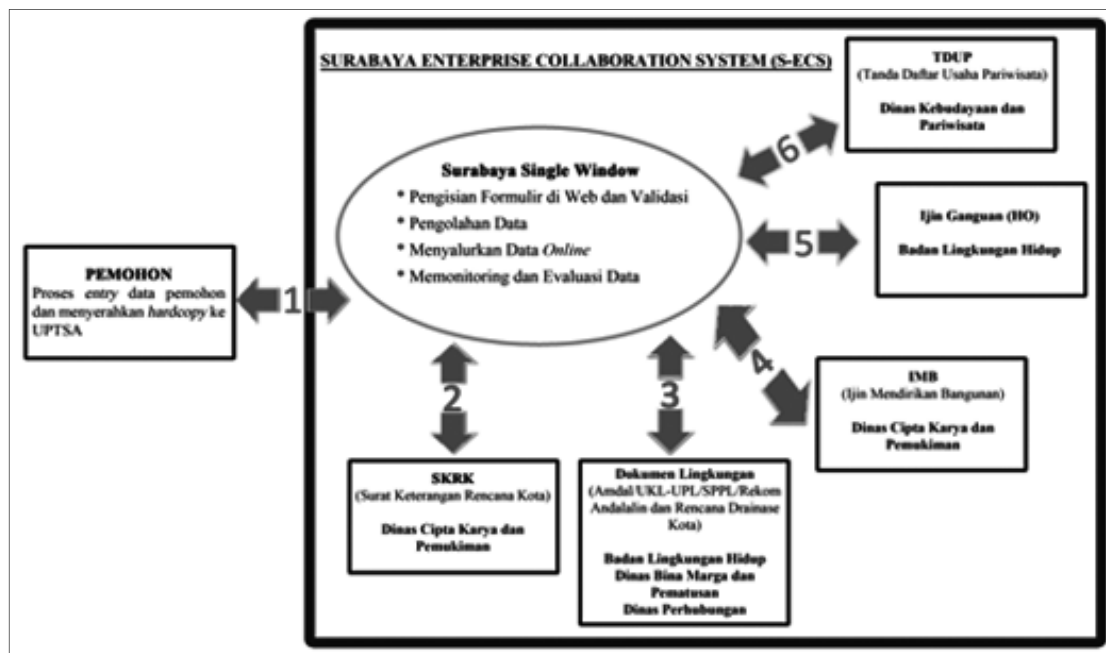 SURABAYA ENTERPRISE COLLABORATION SYSTEM (S-ECS)
TDUP
(Tanda Daftar Usaha Pariwisata)
Dinas Kebudayaan dan
Pariwisata
6
Surabaya Single Window
* Pengisian Formulir di Web dan Validasi
* Pengolahan Data
* Menyalurkan Data Online
* Memonitoring dan Evaluasi Data
5
Ijin Ganguan (HO)
Badan Lingkungan Hidup
PEMOHON
Proses entry data pemohon
dan menyerahkan hardcopy ke
UPTSA
1
2
3
4
IMB
(Ijin Mendirikan Bangunan)
Dinas Cipta Karya dan
Pemukiman
SKRK
(Surat Keterangan Rencana Kota)
Dinas Cipta Karya dan
Pemukiman
Dokumen Lingkungan
(Amdal/UKL-UPL/SPPL/Rekom
Andalalin dan Rencana Drainase
Kota)
Badan Lingkungan Hidup
Dinas Bina Marga dan
Pematusan
Dinas Perhubungan